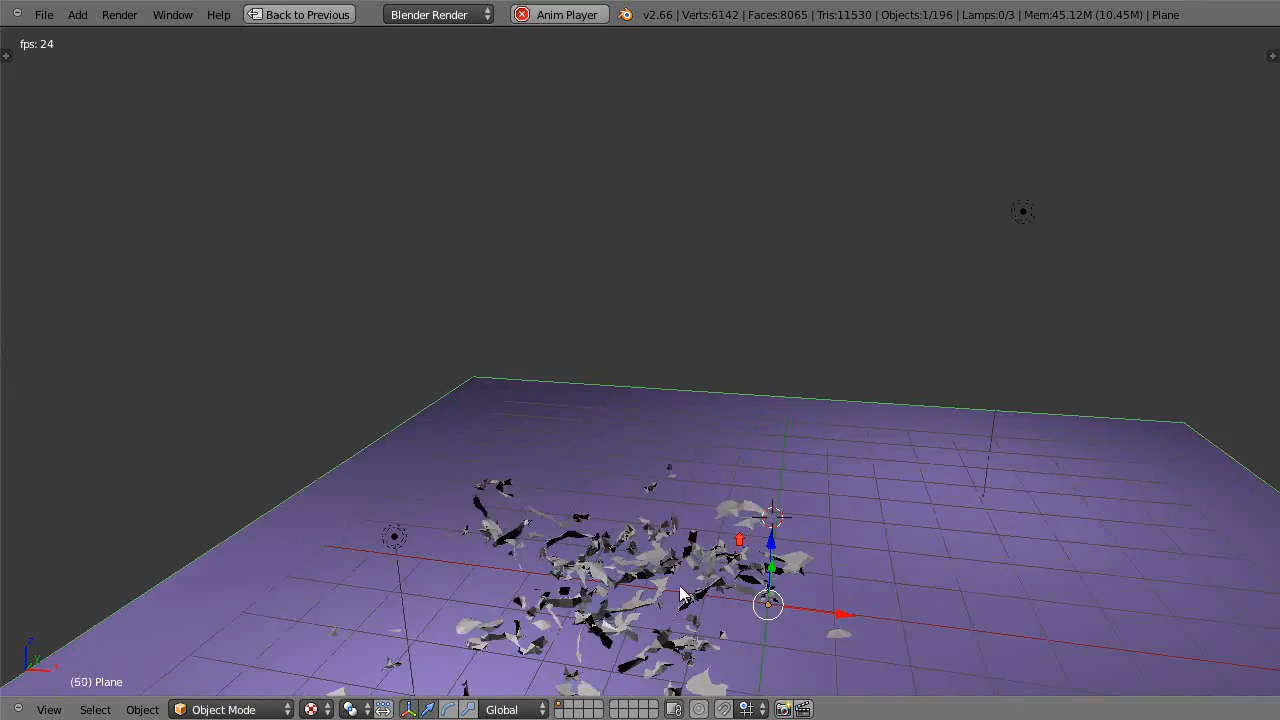 File Add Render Window Help Back to Previous Blender Render Anim Player v2.66 | Verts:6142 | Faces:8065 | Tris:11530 | Objects:1/196 | Lamps:0/3 | Mem:45.12M (10.45M) | Plane
fps: 24
(50) Plane
View Select Object Object Mode Global